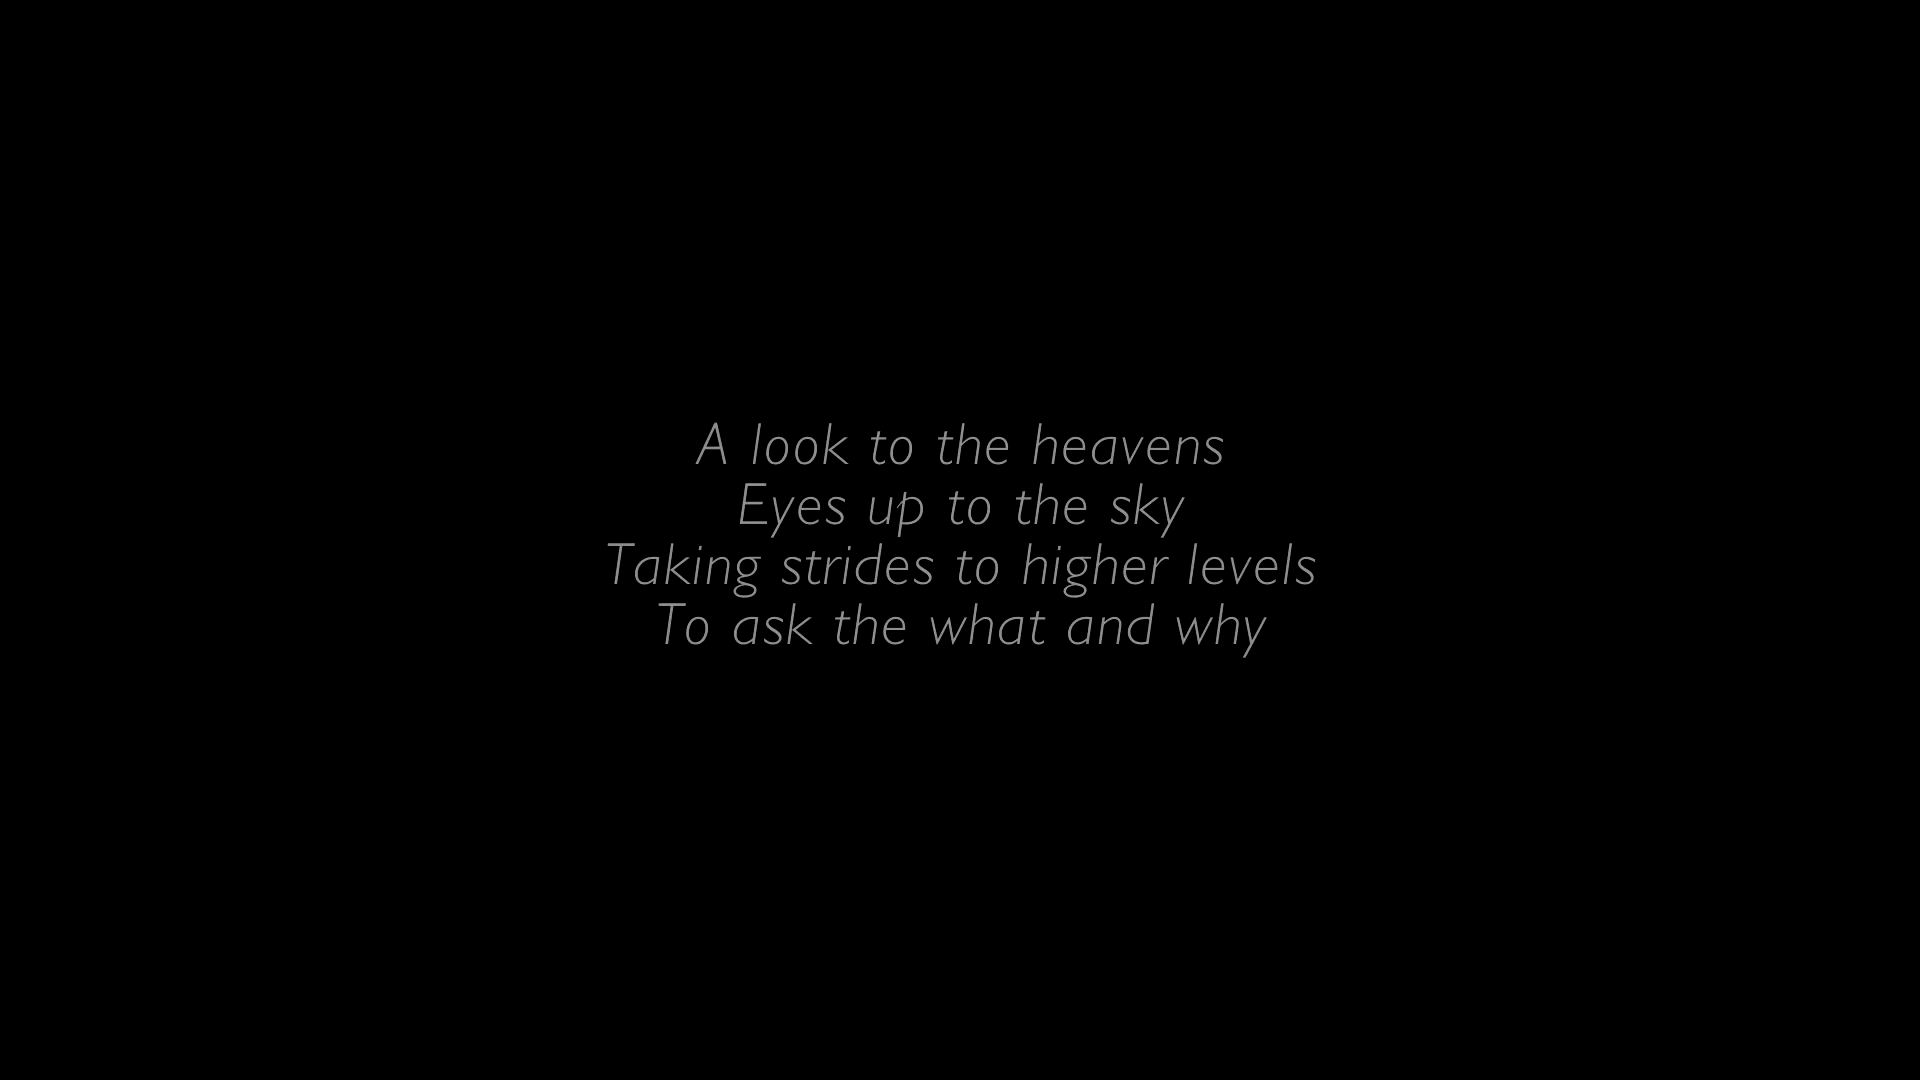 A look to the heavens
Eyes up to the sky
Taking strides to higher levels
To ask the what and why